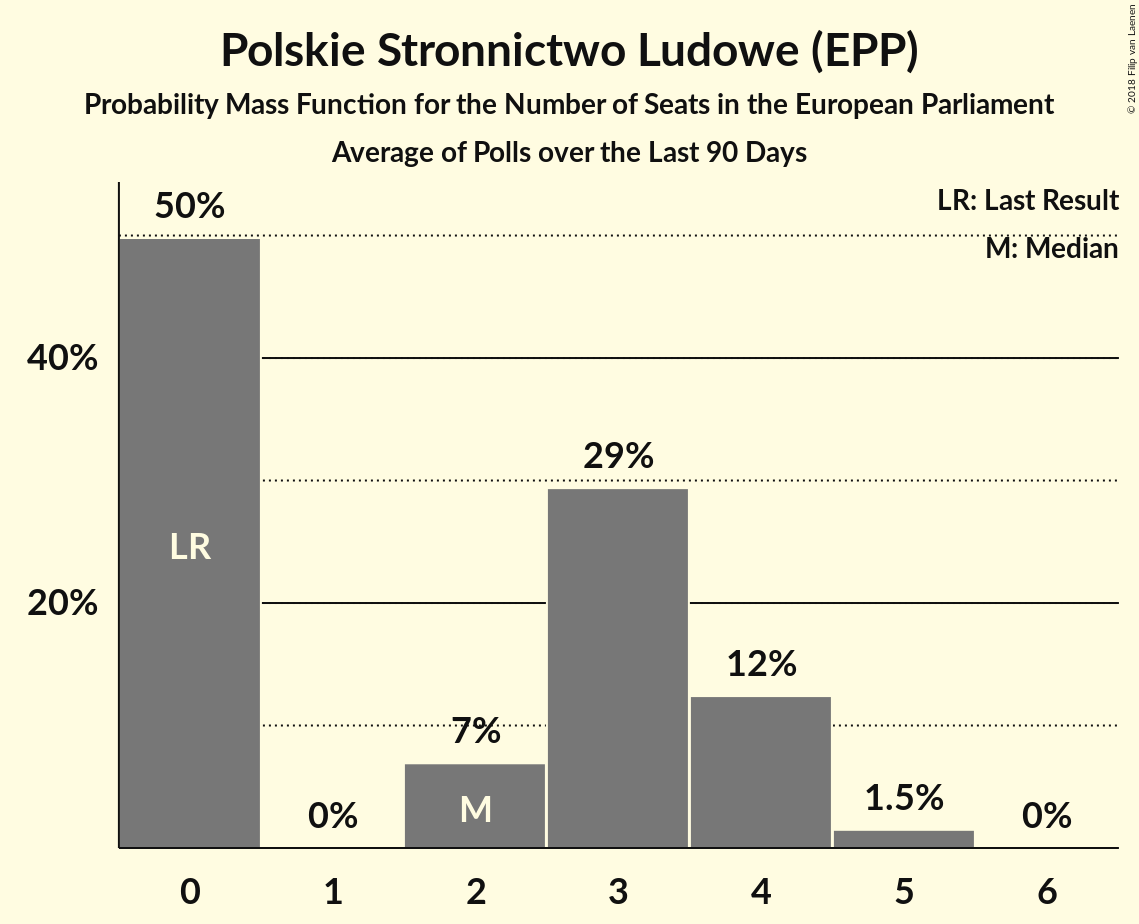 Polskie Stronnictwo Ludowe (EPP)
Probability Mass Function for the Number of Seats in the European Parliament
Average of Polls over the Last 90 Days
© 2018 Filip van Laenen
LR: Last Result
M: Median
50%
40%
29%
LR
20%
12%
7%
M
1.5%
0%
0%
0 1 2 3 4 5 6